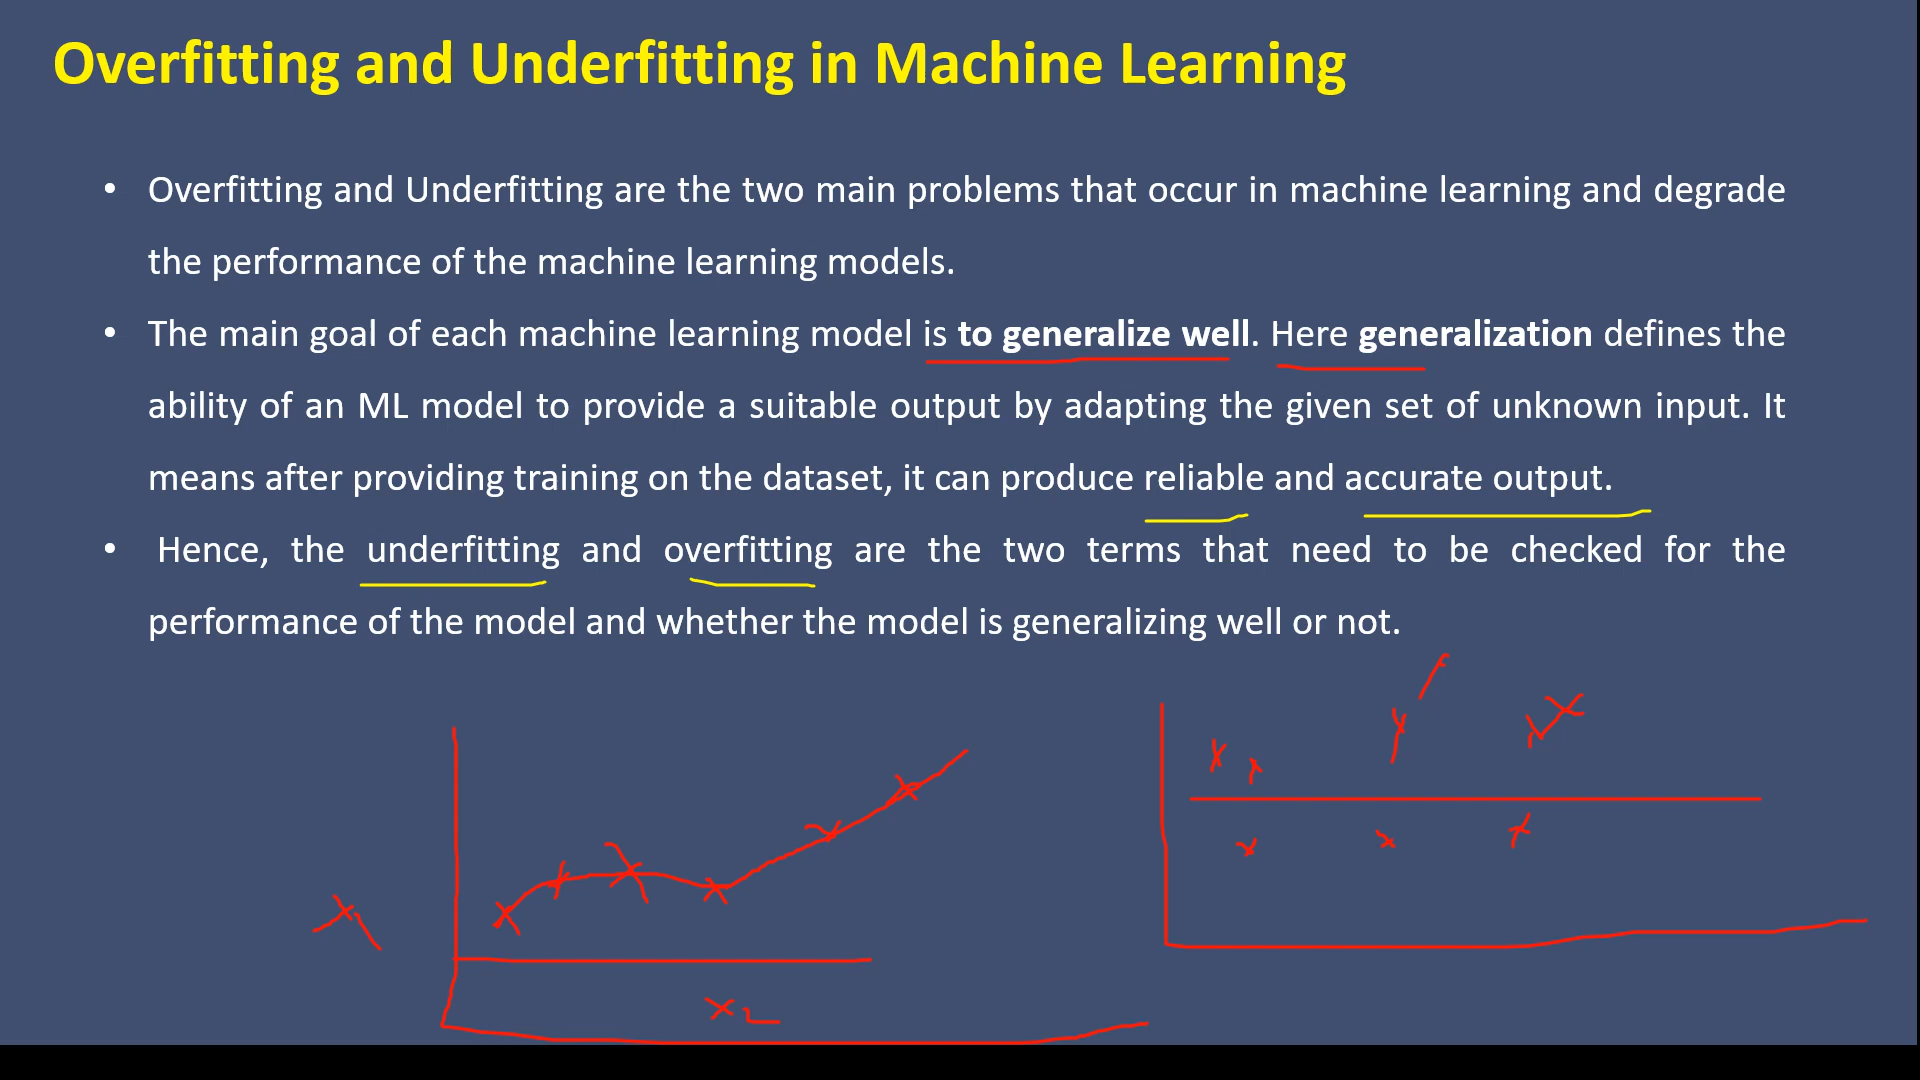 Overfitting and Underfitting in Machine Learning
• Overfitting and Underfitting are the two main problems that occur in machine learning and degrade
the performance of the machine learning models.
• The main goal of each machine learning model is to generalize well. Here generalization defines the
ability of an ML model to provide a suitable output by adapting the given set of unknown input. It
means after providing training on the dataset, it can produce reliable and accurate output.
• Hence, the underfitting and overfitting are the two terms that need to be checked for the
performance of the model and whether the model is generalizing well or not.
x1
x2